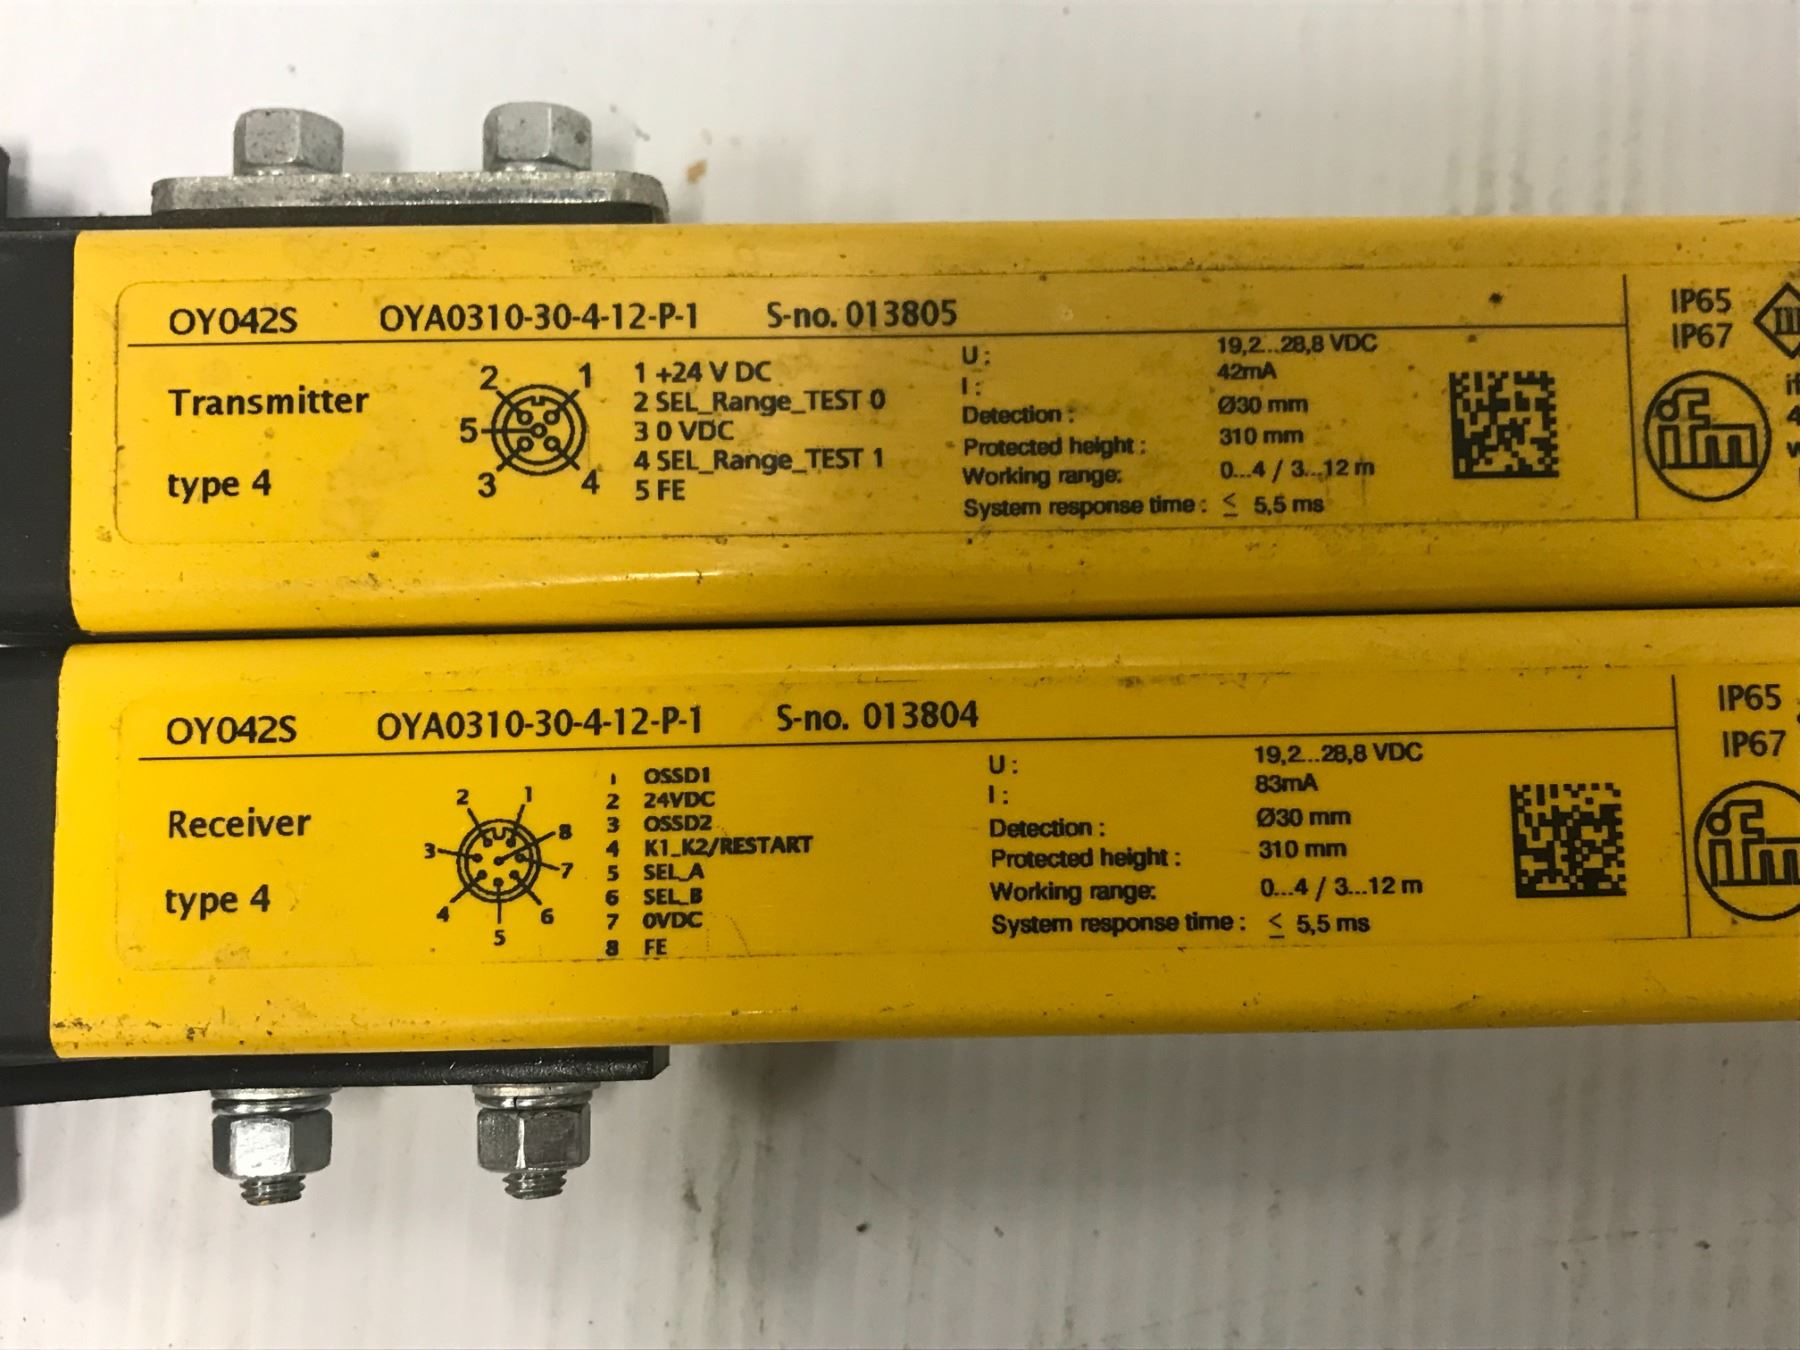 OY042S OYA0310-30-4-12-P-1 S-no. 013805
Transmitter
type 4
2 1
5
3 4
1 +24 V DC
2 SEL_Range_TEST 0
3 0 VDC
4 SEL_Range_TEST 1
5 FE
U: 19,2...28,8 VDC
I: 42mA
Detection: Ø30 mm
Protected height: 310 mm
Working range: 0...4 / 3...12 m
System response time: ≤ 5,5 ms
IP65
IP67
ifm
OY042S OYA0310-30-4-12-P-1 S-no. 013804
Receiver
type 4
2 1
3 8
7
4 6
5
1 OSSD1
2 24VDC
3 OSSD2
4 K1_K2/RESTART
5 SEL_A
6 SEL_B
7 0VDC
8 FE
U: 19,2...28,8 VDC
I: 83mA
Detection: Ø30 mm
Protected height: 310 mm
Working range: 0...4 / 3...12 m
System response time: ≤ 5,5 ms
IP65
IP67
ifm